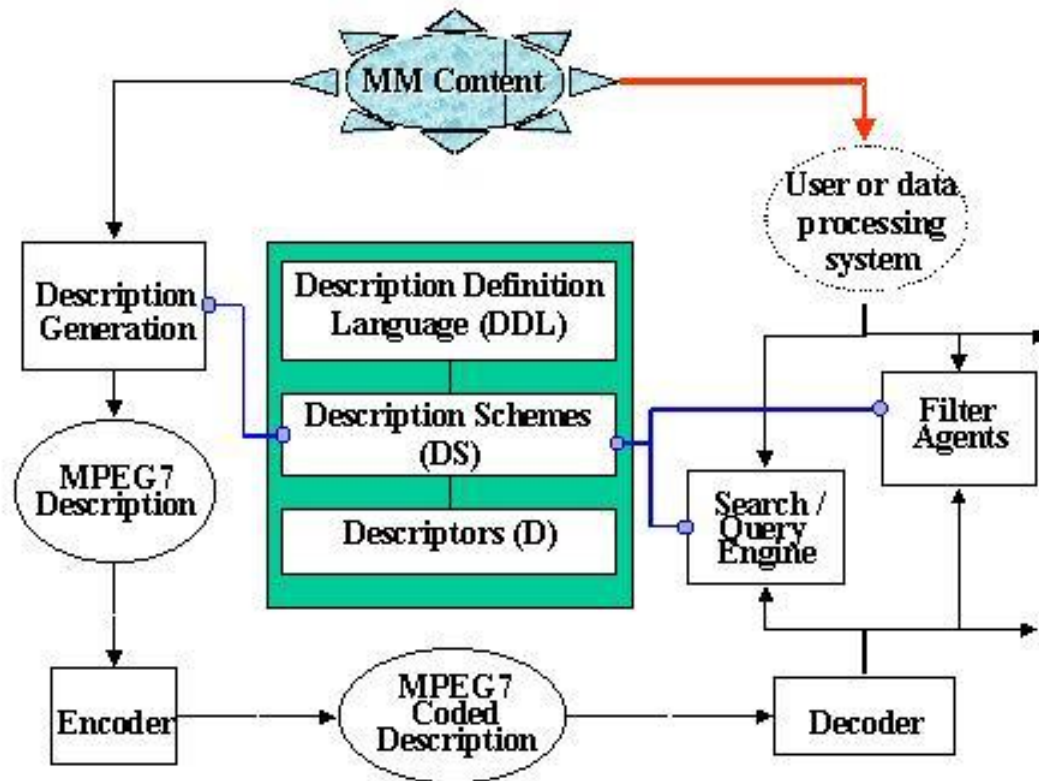 MM Content
User or data
processing
system
Description
Generation
Description Definition
Language (DDL)
Description Schemes
(DS)
Filter
Agents
MPEG7
Description
Search /
Query
Engine
Descriptors (D)
Encoder
MPEG7
Coded
Description
Decoder